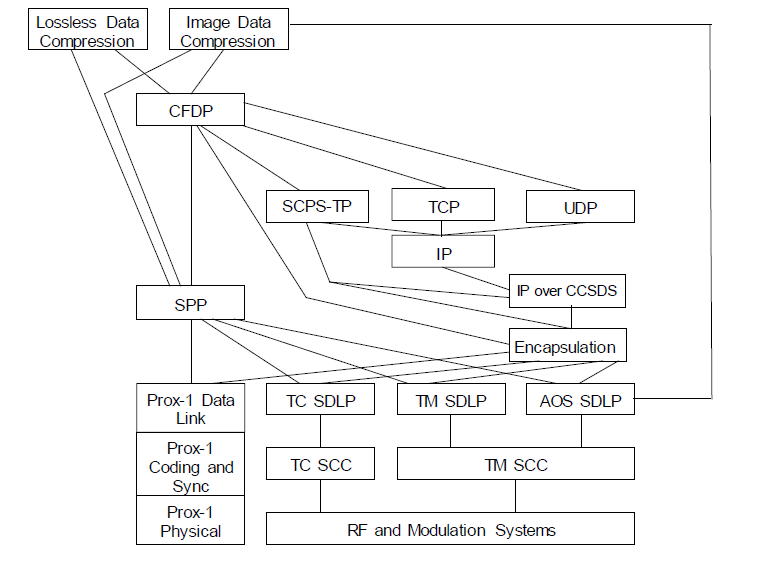 Lossless Data
Compression
Image Data
Compression
CFDP
SCPS-TP
TCP
UDP
IP
IP over CCSDS
SPP
Encapsulation
Prox-1 Data
Link
TC SDLP
TM SDLP
AOS SDLP
Prox-1
Coding and
Sync
TC SCC
TM SCC
Prox-1
Physical
RF and Modulation Systems